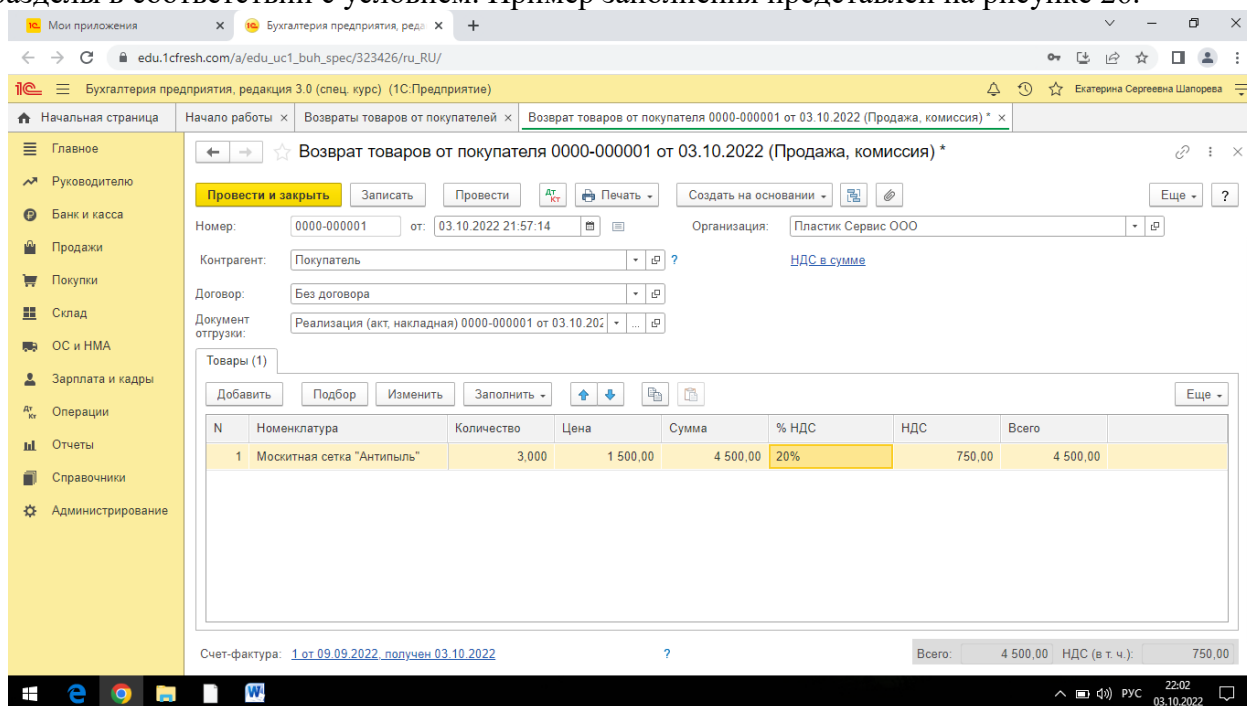 разделы в соответствии с условием. Пример заполнения представлен на рисунке 20.
Мои приложения × Бухгалтерия предприятия, реда × +
edu.1cfresh.com/a/edu_uc1_buh_spec/323426/ru_RU/
Бухгалтерия предприятия, редакция 3.0 (спец. курс) (1С:Предприятие) Екатерина Сергеевна Шапорева
Начальная страница Начало работы × Возвраты товаров от покупателей × Возврат товаров от покупателя 0000-000001 от 03.10.2022 (Продажа, комиссия) * ×
Главное
Руководителю
Банк и касса
Продажи
Покупки
Склад
ОС и НМА
Зарплата и кадры
Операции
Отчеты
Справочники
Администрирование
Возврат товаров от покупателя 0000-000001 от 03.10.2022 (Продажа, комиссия) *
Провести и закрыть Записать Провести Дт Кт Печать Создать на основании Еще ?
Номер: 0000-000001 от: 03.10.2022 21:57:14 Организация: Пластик Сервис ООО
Контрагент: Покупатель ? НДС в сумме
Договор: Без договора
Документ отгрузки: Реализация (акт, накладная) 0000-000001 от 03.10.202 ...
Товары (1)
Добавить Подбор Изменить Заполнить Еще
N Номенклатура Количество Цена Сумма % НДС НДС Всего
1 Москитная сетка "Антипыль" 3,000 1 500,00 4 500,00 20% 750,00 4 500,00
Счет-фактура: 1 от 09.09.2022, получен 03.10.2022 ? Всего: 4 500,00 НДС (в т. ч.): 750,00
РУС 22:02
03.10.2022